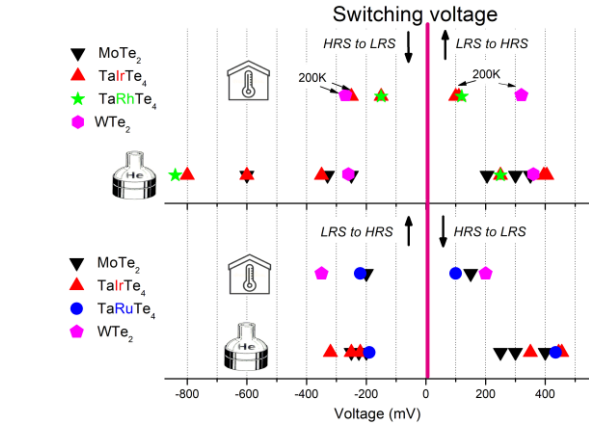 Switching voltage
HRS to LRS
LRS to HRS
MoTe2
TaIrTe4
TaRhTe4
WTe2
200K
200K
He
LRS to HRS
HRS to LRS
MoTe2
TaIrTe4
TaRuTe4
WTe2
He
-800 -600 -400 -200 0 200 400
Voltage (mV)